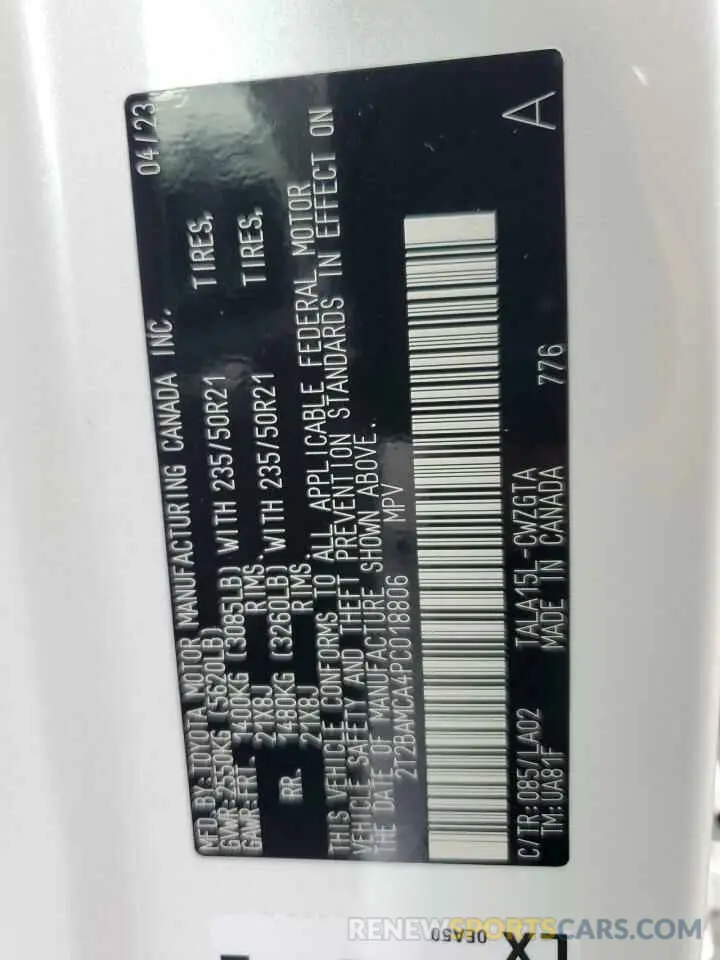 MFD BY: TOYOTA MOTOR MANUFACTURING CANADA INC. 04/23
GVWR: 2550KG (5620LB)
GAWR: FRT. 1400KG (3085LB) WITH 235/50R21 TIRES,
21X8J RIMS.
RR. 1480KG (3260LB) WITH 235/50R21 TIRES,
21X8J RIMS.
THIS VEHICLE CONFORMS TO ALL APPLICABLE FEDERAL MOTOR
VEHICLE SAFETY AND THEFT PREVENTION STANDARDS IN EFFECT ON
THE DATE OF MANUFACTURE SHOWN ABOVE.
2T2BAMCA4PC018806 MPV
A
C/TR: 085/LA02 TALA15L-CWZGTA 776
TM: UA81F MADE IN CANADA
0EA50
RENEWSPORTSCARS.COM